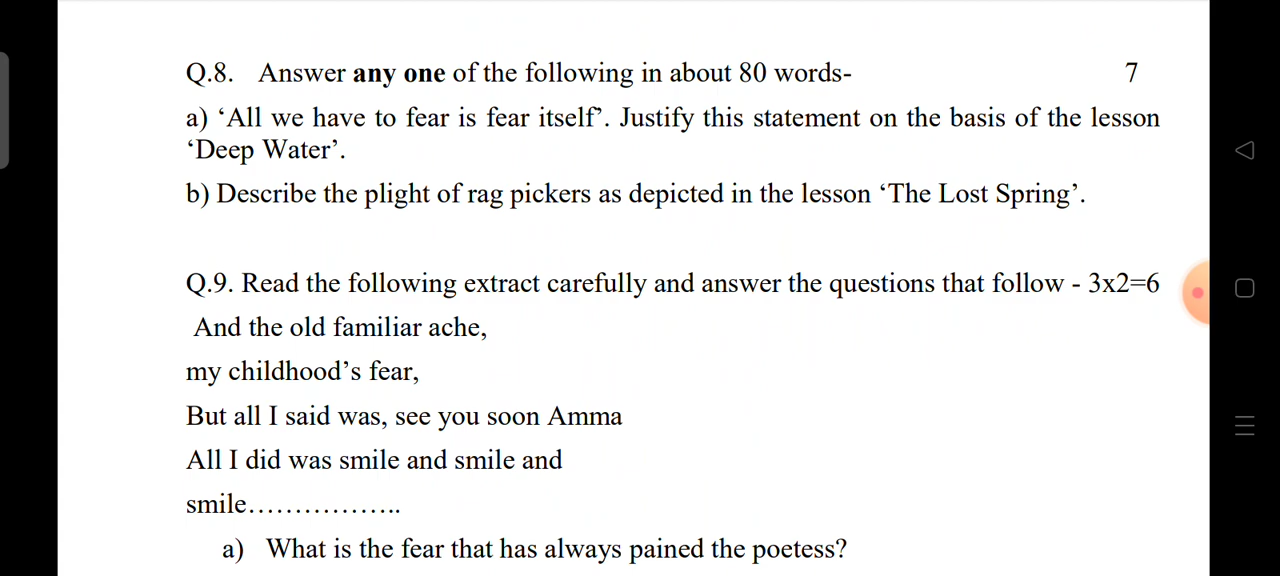 Q.8. Answer any one of the following in about 80 words- 7
a) ‘All we have to fear is fear itself’. Justify this statement on the basis of the lesson
‘Deep Water’.
b) Describe the plight of rag pickers as depicted in the lesson ‘The Lost Spring’.
Q.9. Read the following extract carefully and answer the questions that follow - 3x2=6
And the old familiar ache,
my childhood’s fear,
But all I said was, see you soon Amma
All I did was smile and smile and
smile………………..
a) What is the fear that has always pained the poetess?